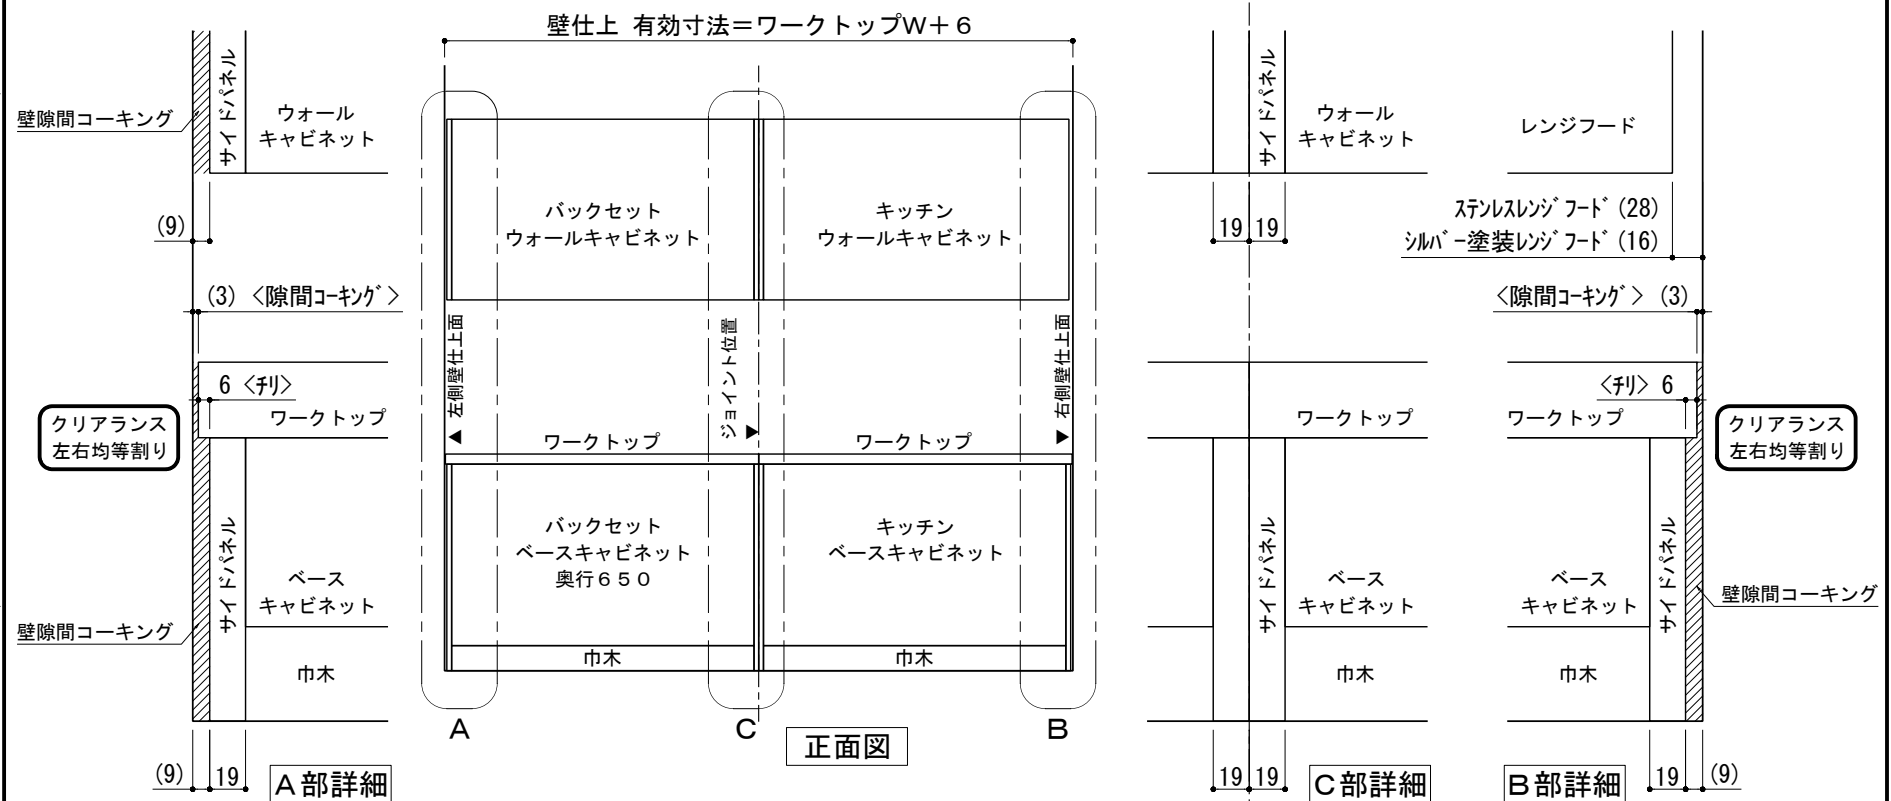 壁隙間コーキング
サイドパネル
ウォール
キャビネット
(9)
(3) <隙間ｺｰｷﾝｸﾞ>
6 <ﾁﾘ>
ワークトップ
クリアランス
左右均等割り
サイドパネル
ベース
キャビネット
壁隙間コーキング
巾木
(9)
19
A部詳細
壁仕上 有効寸法＝ワークトップW＋6
バックセット
ウォールキャビネット
キッチン
ウォールキャビネット
◀左側壁仕上面
ジョイント位置▶
右側壁仕上面▶
ワークトップ
ワークトップ
バックセット
ベースキャビネット
奥行650
キッチン
ベースキャビネット
巾木
巾木
A
C
B
正面図
サイドパネル
ウォール
キャビネット
19
19
ワークトップ
サイドパネル
ベース
キャビネット
巾木
19
19
C部詳細
レンジフード
ｽﾃﾝﾚｽﾚﾝｼﾞﾌｰﾄﾞ(28)
ｼﾙﾊﾞｰ塗装ﾚﾝｼﾞﾌｰﾄﾞ(16)
<隙間ｺｰｷﾝｸﾞ> (3)
<ﾁﾘ> 6
ワークトップ
クリアランス
左右均等割り
ベース
キャビネット
サイドパネル
壁隙間コーキング
巾木
B部詳細
19
(9)